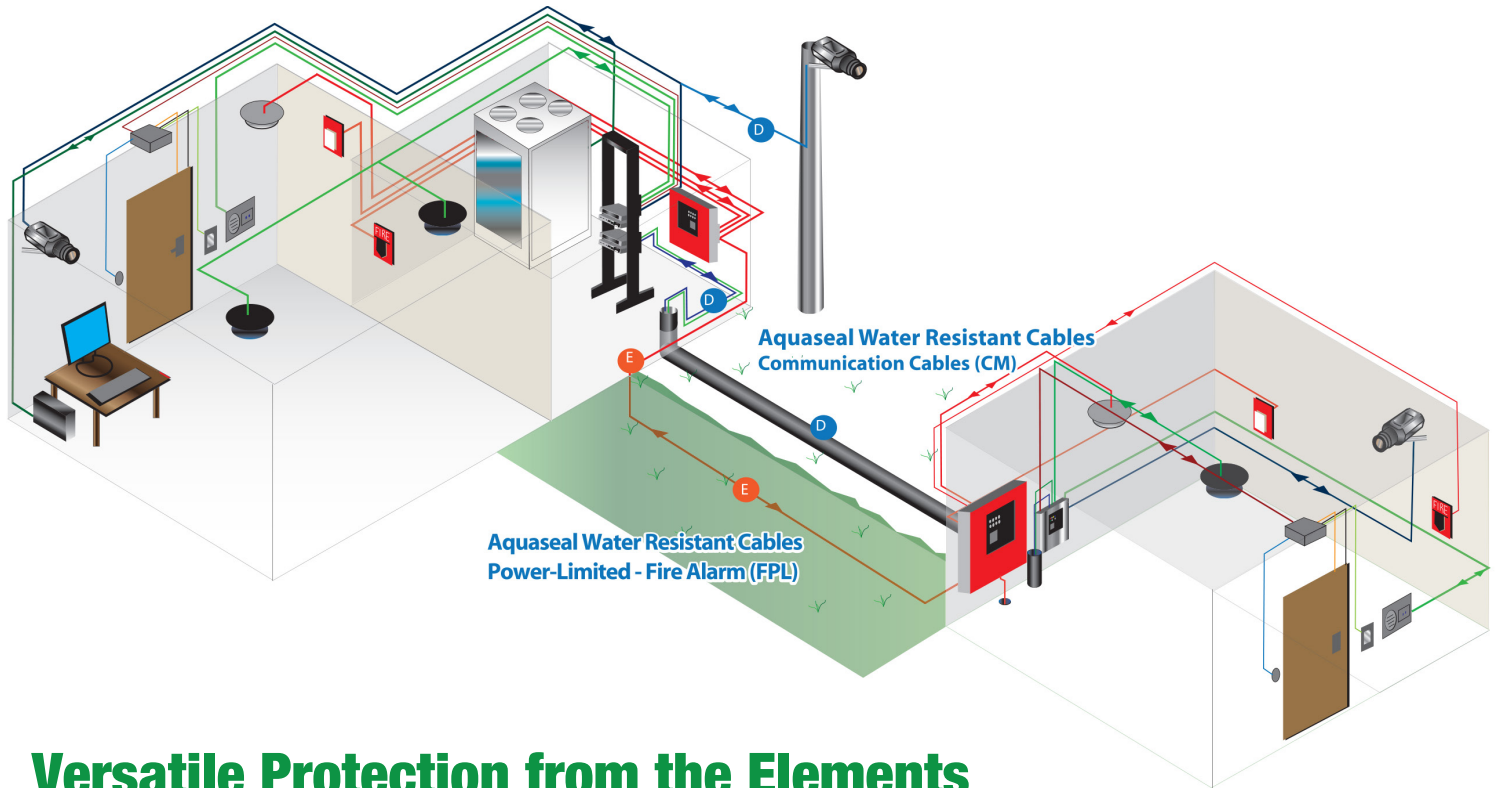 D
FIRE
D
Aquaseal Water Resistant Cables
Communication Cables (CM)
E
D
E
FIRE
Aquaseal Water Resistant Cables
Power-Limited - Fire Alarm (FPL)
Versatile Protection from the Elements